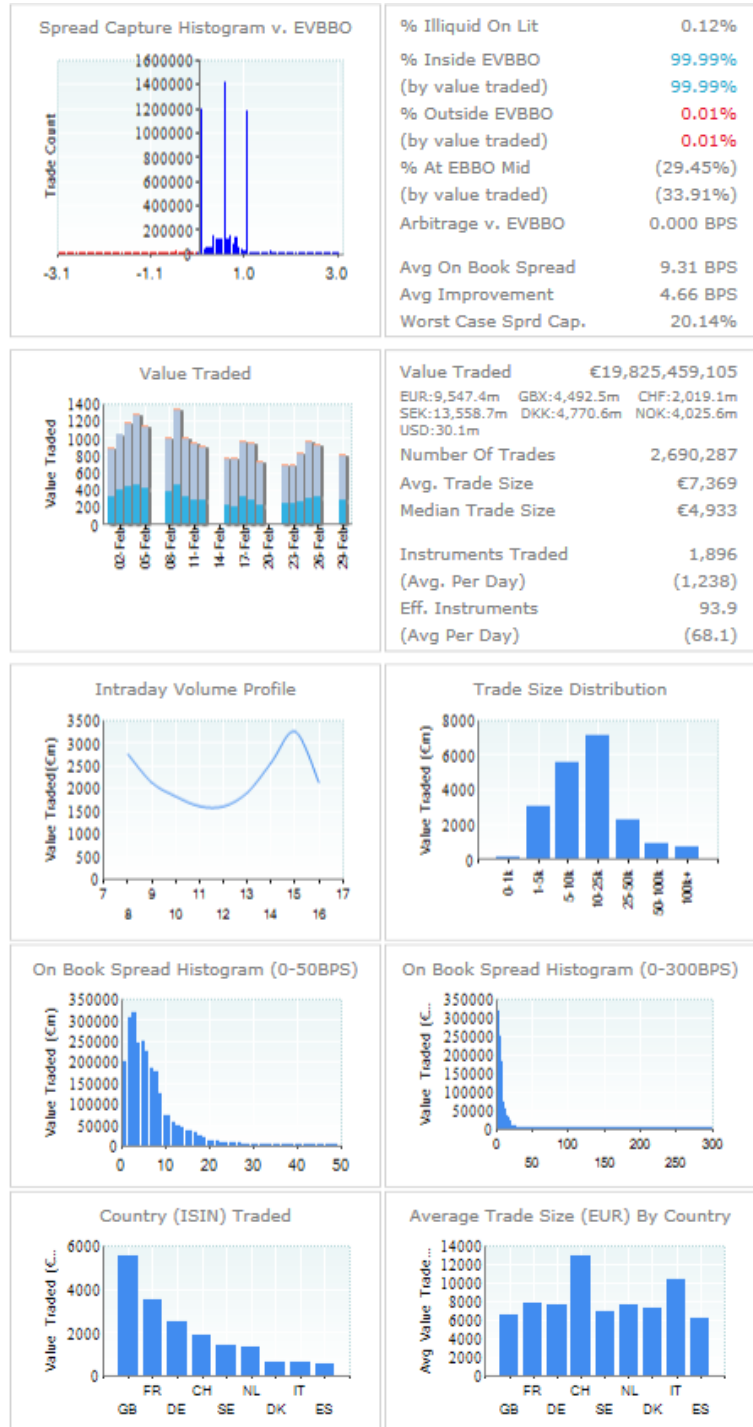 Spread Capture Histogram v. EVBBO
Trade Count
1600000
1400000
1200000
1000000
800000
600000
400000
200000
0
-3.1 -1.1 1.0 3.0
% Illiquid On Lit 0.12%
% Inside EVBBO 99.99%
(by value traded) 99.99%
% Outside EVBBO 0.01%
(by value traded) 0.01%
% At EBBO Mid (29.45%)
(by value traded) (33.91%)
Arbitrage v. EVBBO 0.000 BPS
Avg On Book Spread 9.31 BPS
Avg Improvement 4.66 BPS
Worst Case Sprd Cap. 20.14%
Value Traded
Value Traded
1400
1200
1000
800
600
400
200
0
02-Feb 05-Feb 08-Feb 11-Feb 14-Feb 17-Feb 20-Feb 23-Feb 26-Feb 29-Feb
Value Traded €19,825,459,105
EUR:9,547.4m GBX:4,492.5m CHF:2,019.1m
SEK:13,558.7m DKK:4,770.6m NOK:4,025.6m
USD:30.1m
Number Of Trades 2,690,287
Avg. Trade Size €7,369
Median Trade Size €4,933
Instruments Traded 1,896
(Avg. Per Day) (1,238)
Eff. Instruments 93.9
(Avg Per Day) (68.1)
Intraday Volume Profile
Value Traded(€m)
3500
3000
2500
2000
1500
1000
500
0
7 9 11 13 15 17
8 10 12 14 16
Trade Size Distribution
Value Traded (€m)
8000
6000
4000
2000
0
0-1k 1-5k 5-10k 10-25k 25-50k 50-100k 100k+
On Book Spread Histogram (0-50BPS)
Value Traded (€m)
350000
300000
250000
200000
150000
100000
50000
0
0 10 20 30 40 50
On Book Spread Histogram (0-300BPS)
Value Traded (€...
350000
300000
250000
200000
150000
100000
50000
0
0 100 200 300
50 150 250
Country (ISIN) Traded
Value Traded (€...
6000
4000
2000
0
FR CH NL IT
GB DE SE DK ES
Average Trade Size (EUR) By Country
Avg Value Trade...
14000
12000
10000
8000
6000
4000
2000
0
FR CH NL IT
GB DE SE DK ES